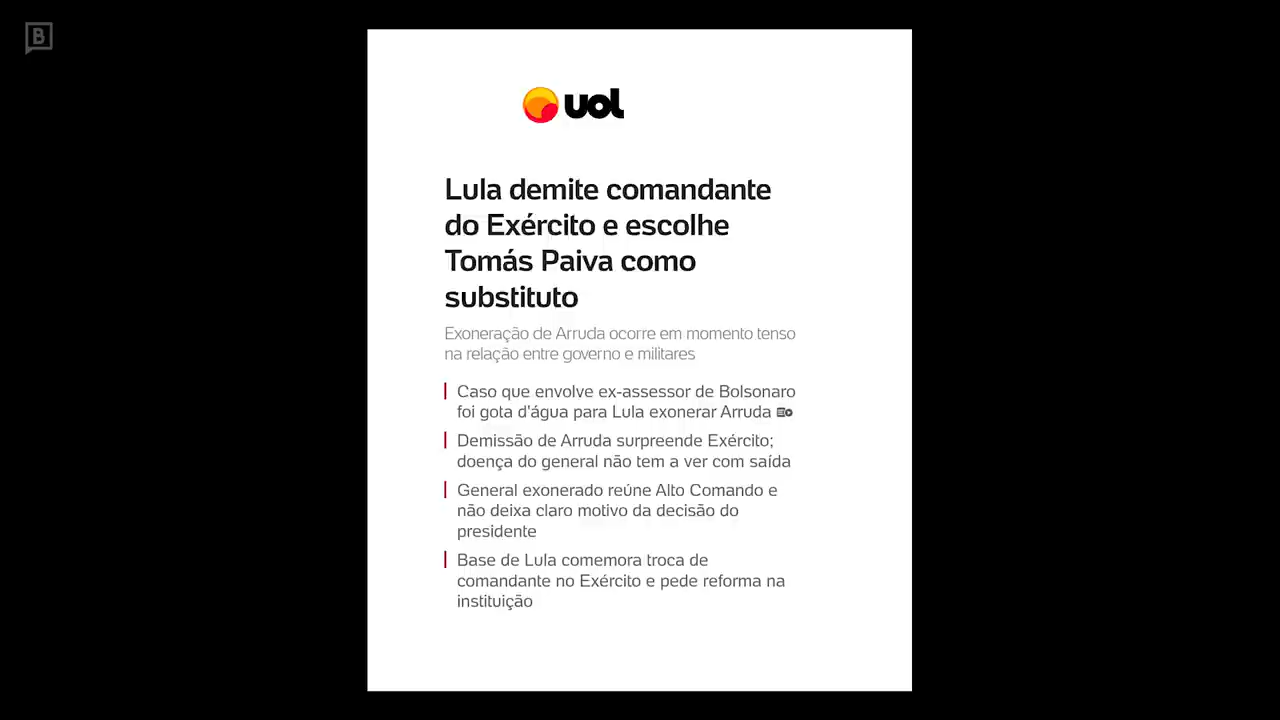 B
uol
Lula demite comandante
do Exército e escolhe
Tomás Paiva como
substituto
Exoneração de Arruda ocorre em momento tenso
na relação entre governo e militares
Caso que envolve ex-assessor de Bolsonaro
foi gota d'água para Lula exonerar Arruda
Demissão de Arruda surpreende Exército;
doença do general não tem a ver com saída
General exonerado reúne Alto Comando e
não deixa claro motivo da decisão do
presidente
Base de Lula comemora troca de
comandante no Exército e pede reforma na
instituição